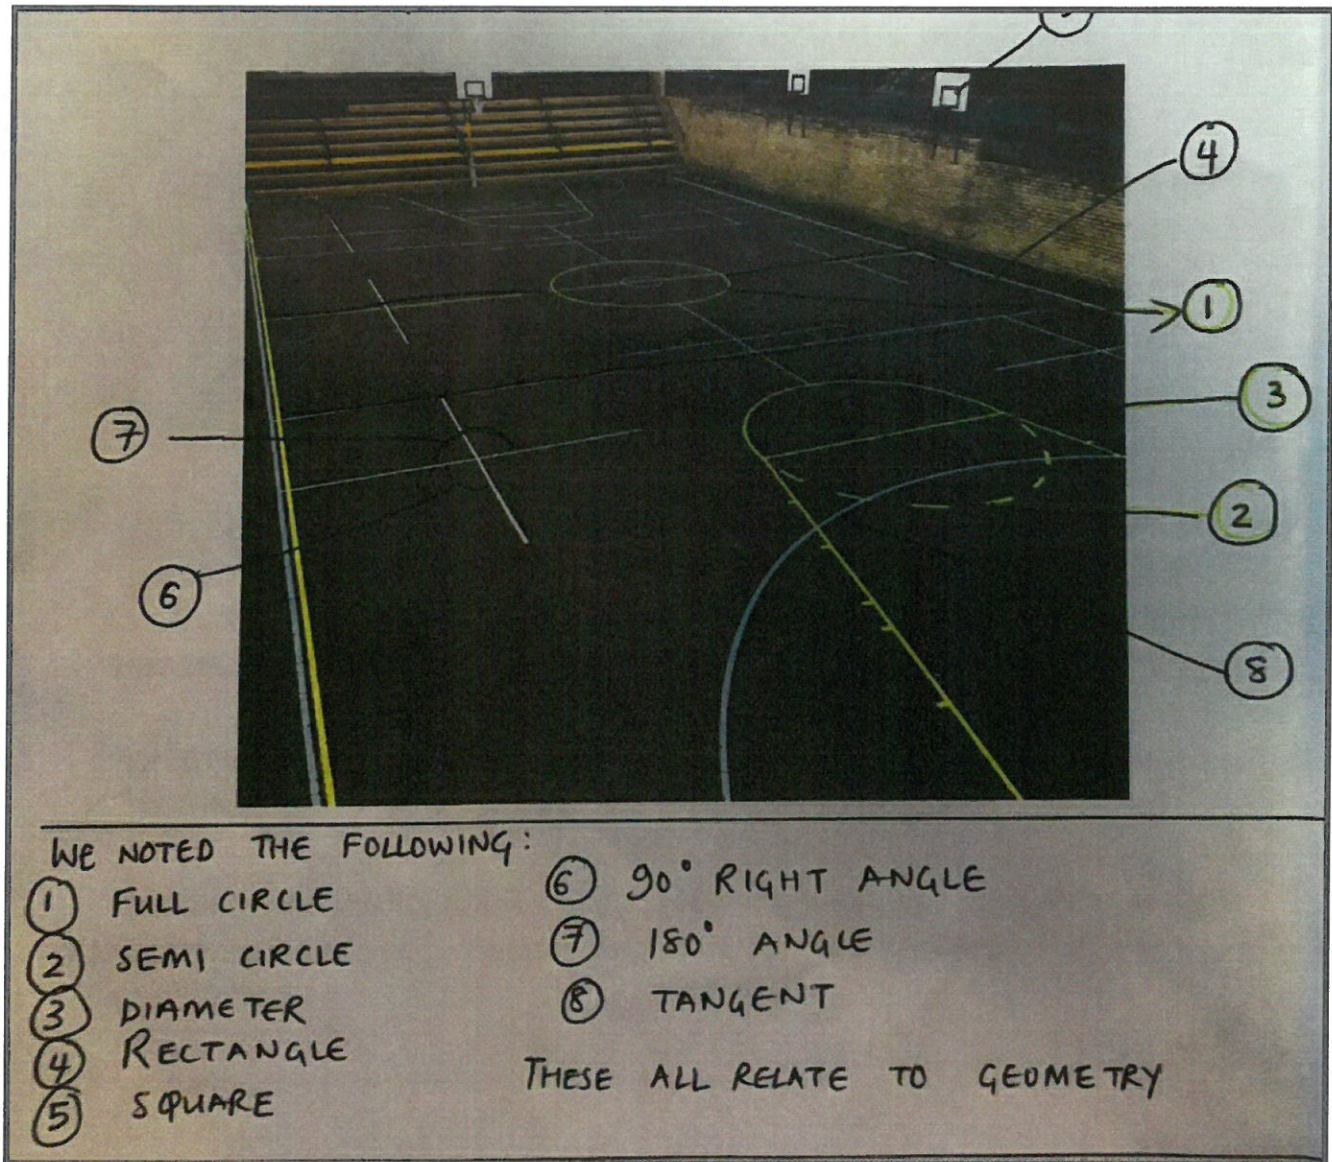 4
1
3
7
2
6
8
WE NOTED THE FOLLOWING:
1 FULL CIRCLE
2 SEMI CIRCLE
3 DIAMETER
4 RECTANGLE
5 SQUARE
6 90° RIGHT ANGLE
7 180° ANGLE
8 TANGENT
THESE ALL RELATE TO GEOMETRY